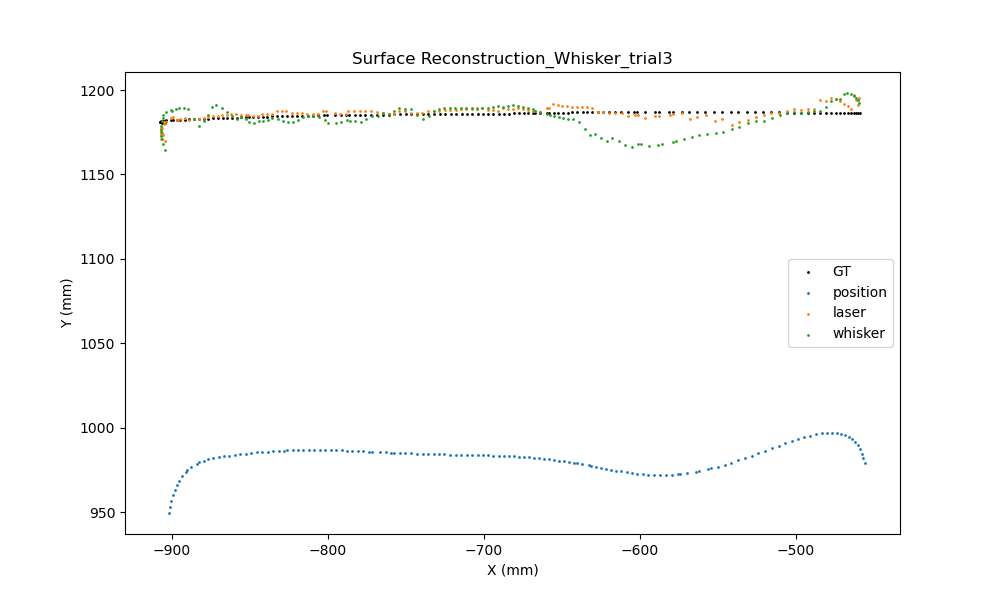 Surface Reconstruction_Whisker_trial3
1200
1150
1100
1050
1000
950
Y (mm)
GT
position
laser
whisker
−900
−800
−700
−600
−500
X (mm)